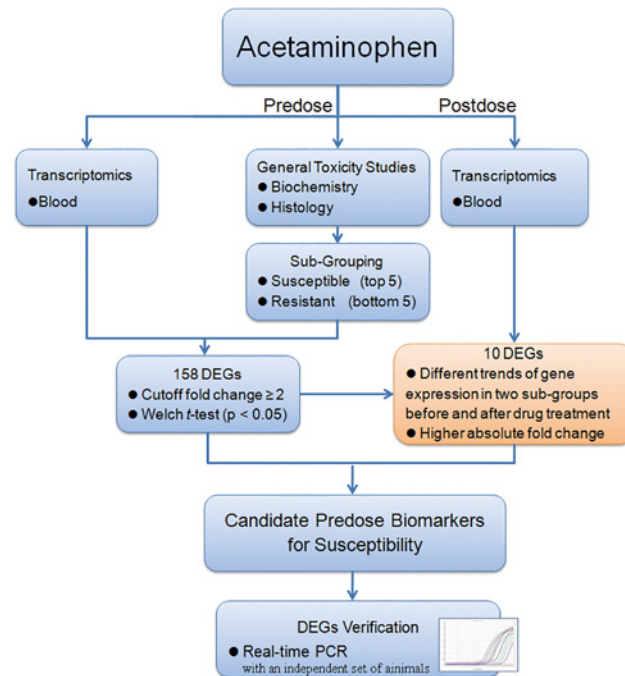 Acetaminophen
Predose
Postdose
Transcriptomics
●Blood
General Toxicity Studies
● Biochemistry
● Histology
Transcriptomics
●Blood
Sub-Grouping
● Susceptible (top 5)
● Resistant (bottom 5)
158 DEGs
● Cutoff fold change ≥ 2
● Welch t-test (p < 0.05)
10 DEGs
● Different trends of gene
expression in two sub-groups
before and after drug treatment
● Higher absolute fold change
Candidate Predose Biomarkers
for Susceptibility
DEGs Verification
● Real-time PCR
with an independent set of ainimals